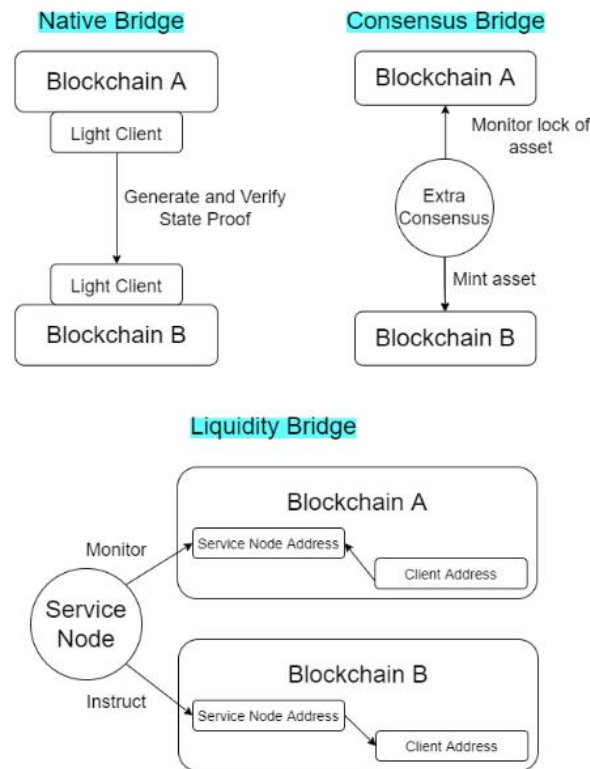 Native Bridge
Blockchain A
Light Client
Generate and Verify
State Proof
Light Client
Blockchain B
Consensus Bridge
Blockchain A
Monitor lock of
asset
Extra
Consensus
Mint asset
Blockchain B
Liquidity Bridge
Blockchain A
Service Node Address
Client Address
Monitor
Service
Node
Instruct
Blockchain B
Service Node Address
Client Address